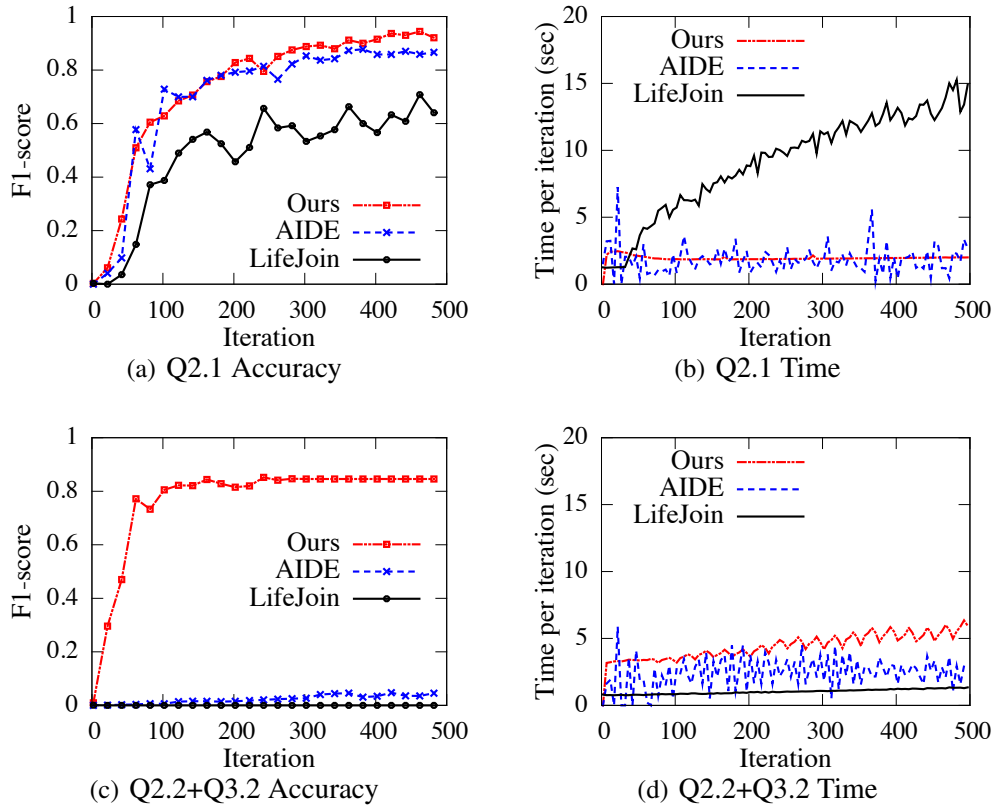 1
0.8
0.6
0.4
0.2
0
F1-score
Ours
AIDE
LifeJoin
0 100 200 300 400 500
Iteration
(a) Q2.1 Accuracy
20
15
10
5
0
Time per iteration (sec)
Ours
AIDE
LifeJoin
0 100 200 300 400 500
Iteration
(b) Q2.1 Time
1
0.8
0.6
0.4
0.2
0
F1-score
Ours
AIDE
LifeJoin
0 100 200 300 400 500
Iteration
(c) Q2.2+Q3.2 Accuracy
20
15
10
5
0
Time per iteration (sec)
Ours
AIDE
LifeJoin
0 100 200 300 400 500
Iteration
(d) Q2.2+Q3.2 Time